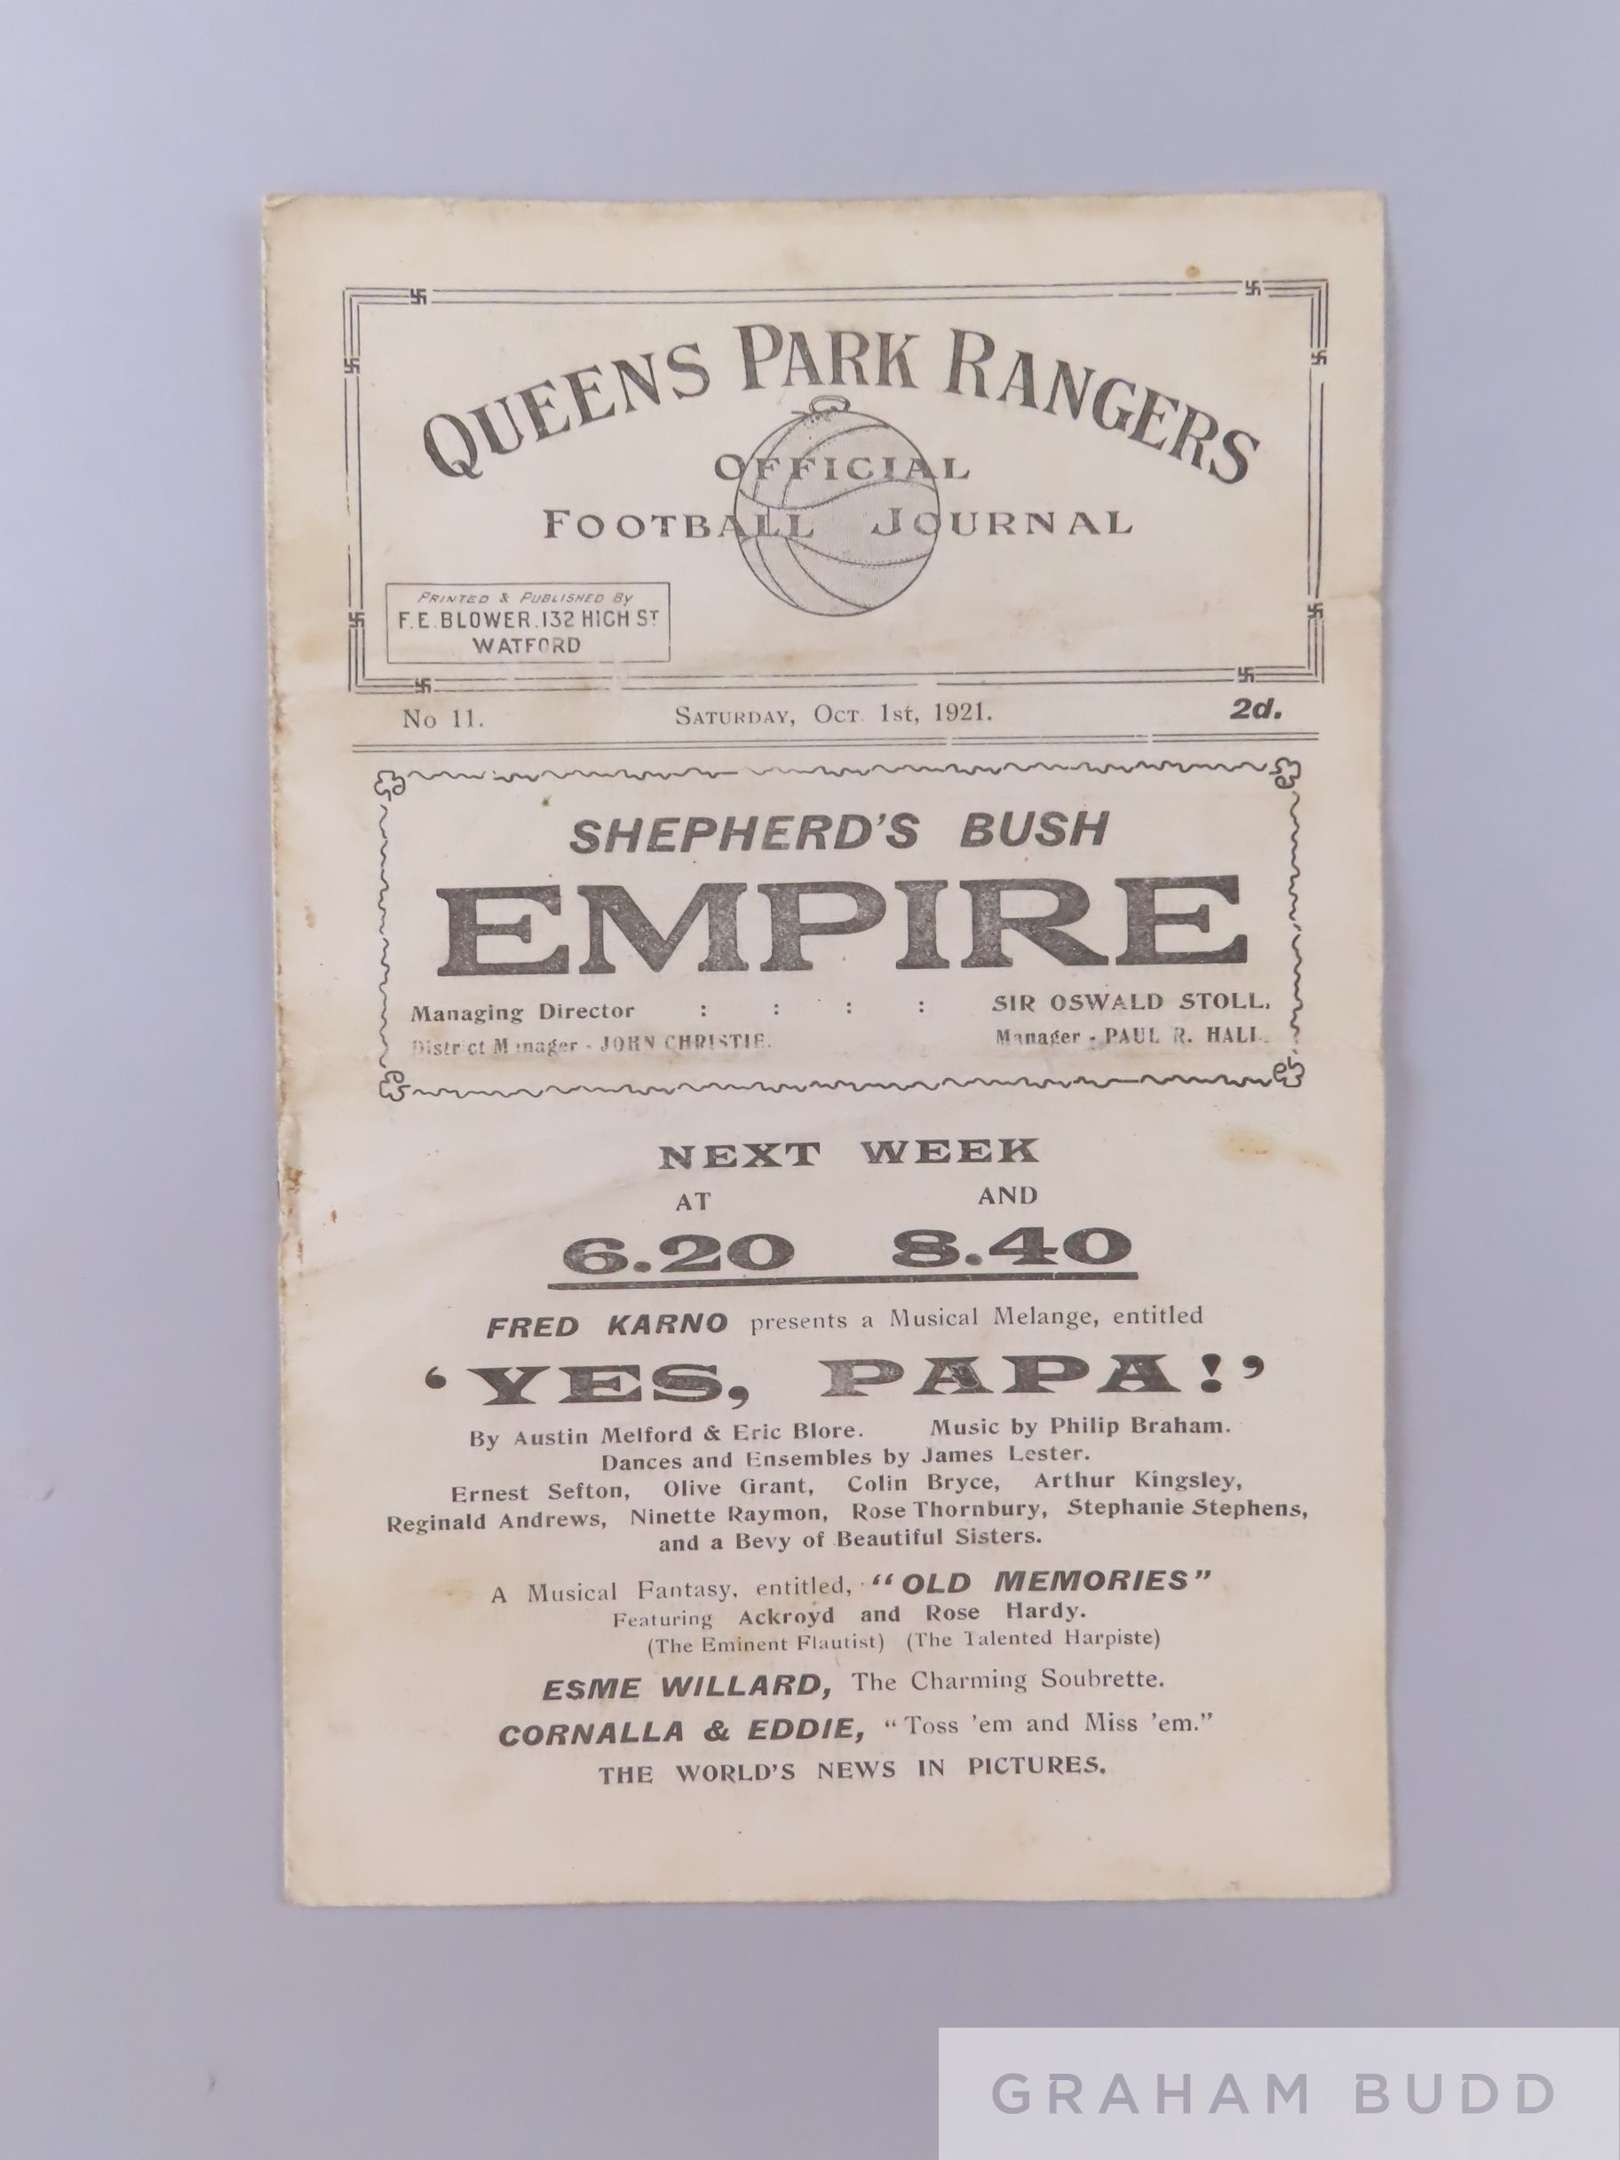 QUEENS PARK RANGERS
OFFICIAL
FOOTBALL JOURNAL
PRINTED & PUBLISHED By
F.E. BLOWER. 132 HIGH ST
WATFORD
No 11. SATURDAY, OCT. 1st, 1921. 2d.
SHEPHERD'S BUSH
EMPIRE
Managing Director : : : : SIR OSWALD STOLL.
District Manager - JOHN CHRISTIE. Manager - PAUL R. HALL.
NEXT WEEK
AT AND
6.20 8.40
FRED KARNO presents a Musical Melange, entitled
'YES, PAPA!'
By Austin Melford & Eric Blore. Music by Philip Braham.
Dances and Ensembles by James Lester.
Ernest Sefton, Olive Grant, Colin Bryce, Arthur Kingsley,
Reginald Andrews, Ninette Raymon, Rose Thornbury, Stephanie Stephens,
and a Bevy of Beautiful Sisters.
A Musical Fantasy, entitled, "OLD MEMORIES"
Featuring Ackroyd and Rose Hardy.
(The Eminent Flautist) (The Talented Harpiste)
ESME WILLARD, The Charming Soubrette.
CORNALLA & EDDIE, "Toss 'em and Miss 'em."
THE WORLD'S NEWS IN PICTURES.
GRAHAM BUDD